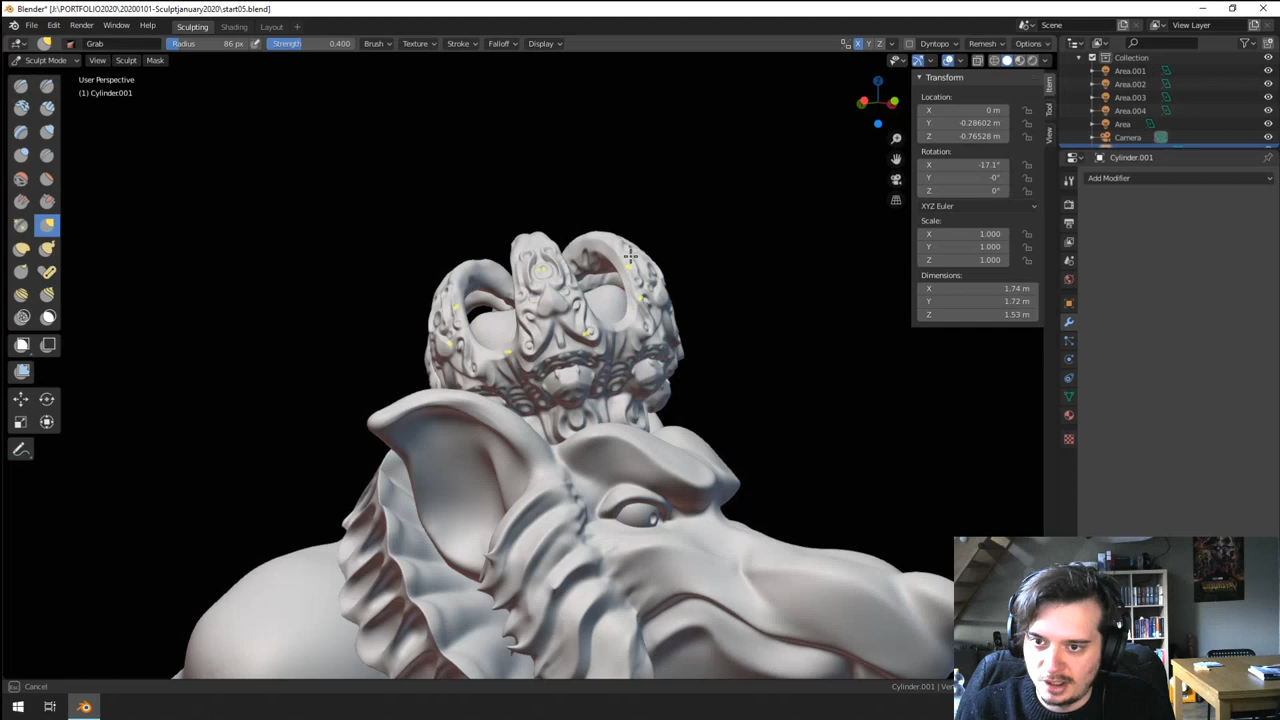 Blender* [J:\PORTFOLIO2020\20200101-Sculptjanuary2020\start05.blend]
File Edit Render Window Help Sculpting Shading Layout Scene View Layer
Grab Radius 86 px Strength 0.400 Brush Texture Stroke Falloff Display X Y Z Dyntopo Remesh Options
Sculpt Mode View Sculpt Mask
User Perspective
(1) Cylinder.001
Transform
Location:
X 0 m
Y -0.28602 m
Z -0.76528 m
Rotation:
X -17.1°
Y -0°
Z 0°
XYZ Euler
Scale:
X 1.000
Y 1.000
Z 1.000
Dimensions:
X 1.74 m
Y 1.72 m
Z 1.53 m
Item
Tool
View
Collection
Area.001
Area.002
Area.003
Area.004
Area
Camera
Cylinder.001
Add Modifier
Cancel
Cylinder.001 | Ver